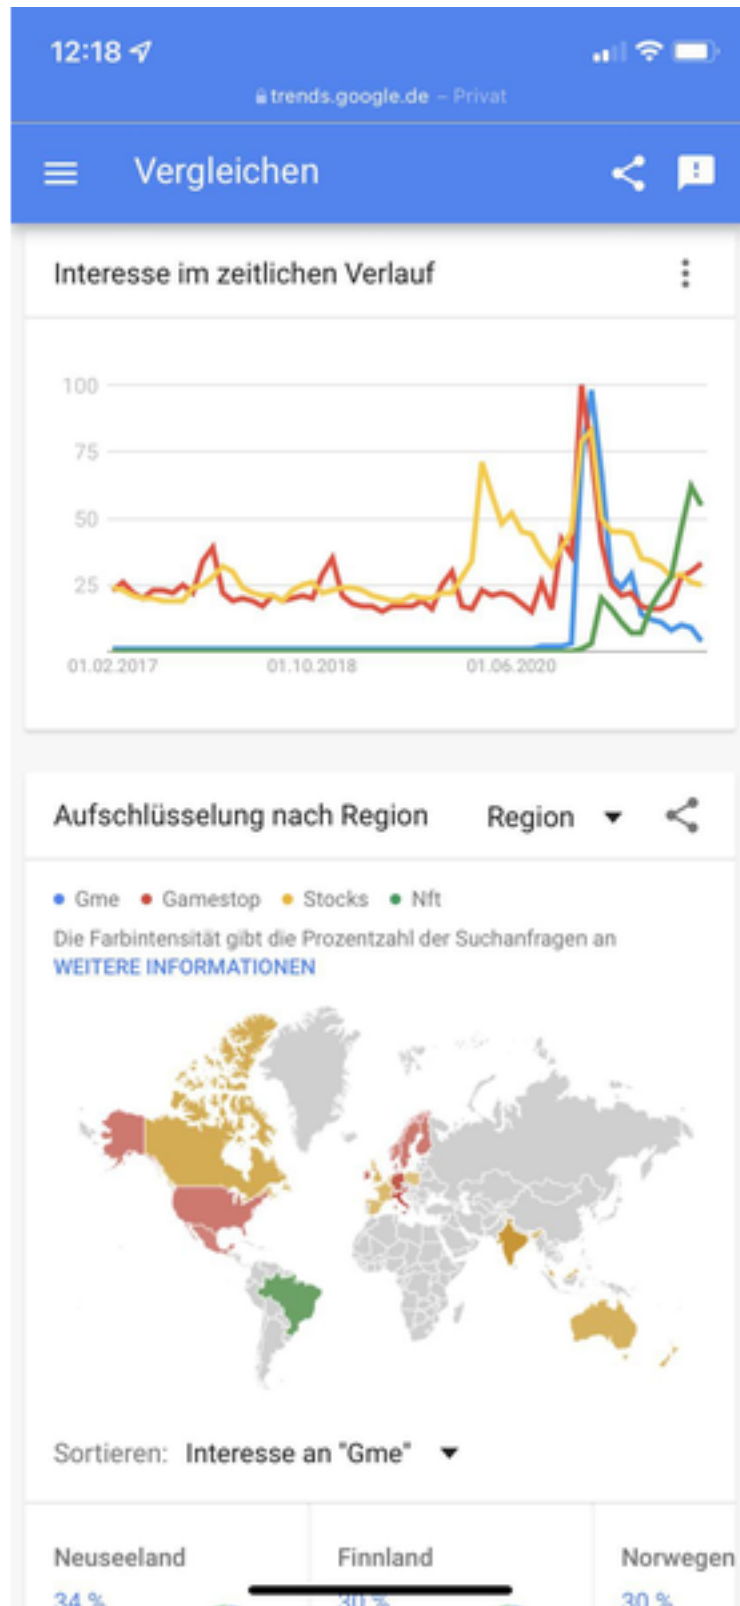 12:18
trends.google.de – Privat
Vergleichen
Interesse im zeitlichen Verlauf
100
75
50
25
01.02.2017 01.10.2018 01.06.2020
Aufschlüsselung nach Region Region
Gme Gamestop Stocks Nft
Die Farbintensität gibt die Prozentzahl der Suchanfragen an
WEITERE INFORMATIONEN
Sortieren: Interesse an "Gme"
Neuseeland Finnland Norwegen
34 % 30 % 30 %